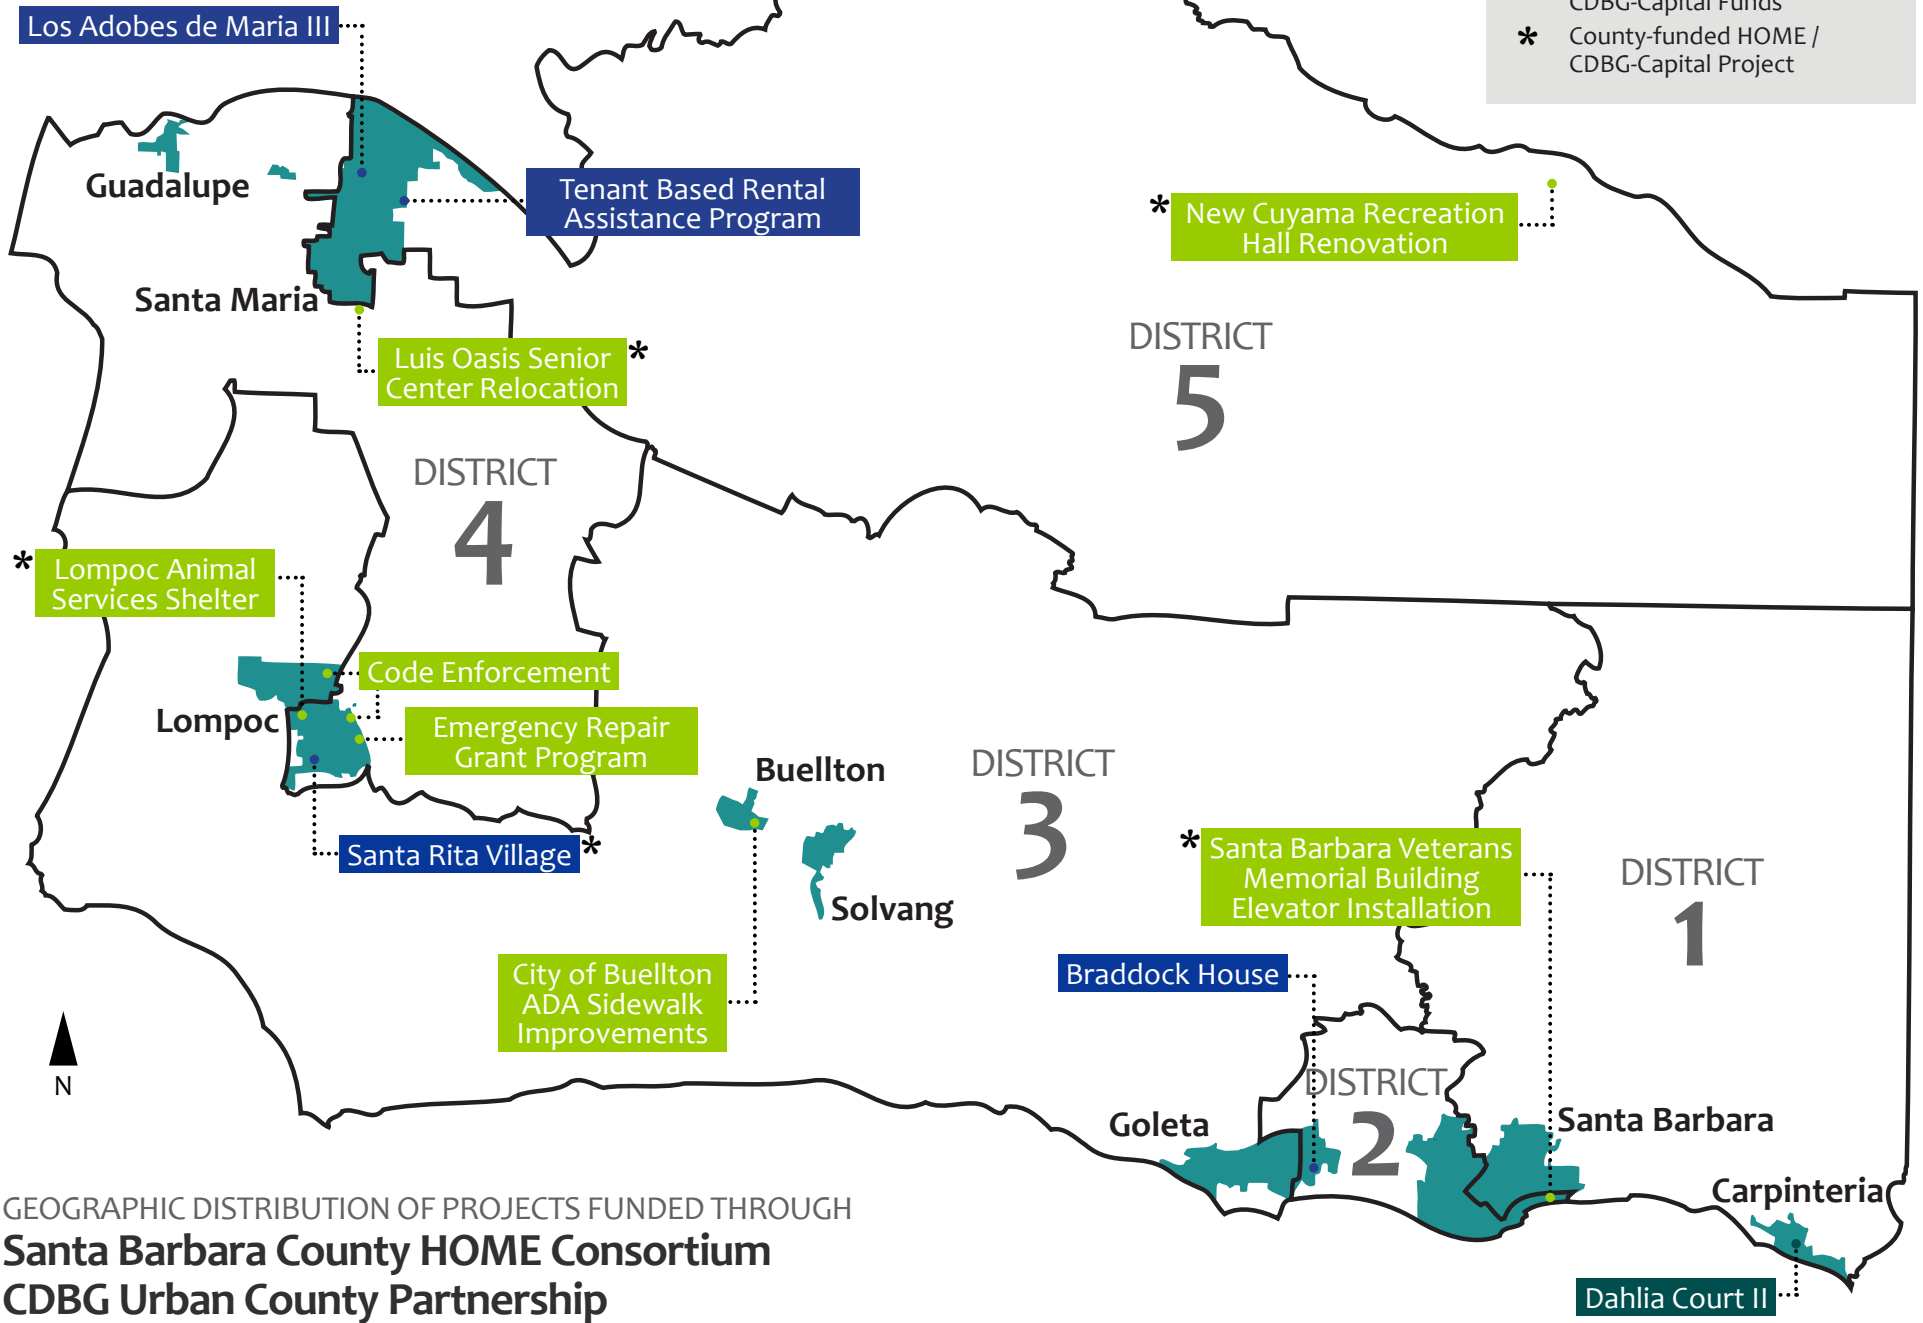 CDBG-Capital Funds
* County-funded HOME /
CDBG-Capital Project
Los Adobes de Maria III
Guadalupe
Tenant Based Rental
Assistance Program
* New Cuyama Recreation
Hall Renovation
Santa Maria
Luis Oasis Senior *
Center Relocation
DISTRICT
5
DISTRICT
4
* Lompoc Animal
Services Shelter
Code Enforcement
Lompoc
Emergency Repair
Grant Program
Santa Rita Village *
Buellton
Solvang
DISTRICT
3
* Santa Barbara Veterans
Memorial Building
Elevator Installation
DISTRICT
1
City of Buellton
ADA Sidewalk
Improvements
Braddock House
N
DISTRICT
2
Goleta
Santa Barbara
Carpinteria
Dahlia Court II
GEOGRAPHIC DISTRIBUTION OF PROJECTS FUNDED THROUGH
Santa Barbara County HOME Consortium
CDBG Urban County Partnership